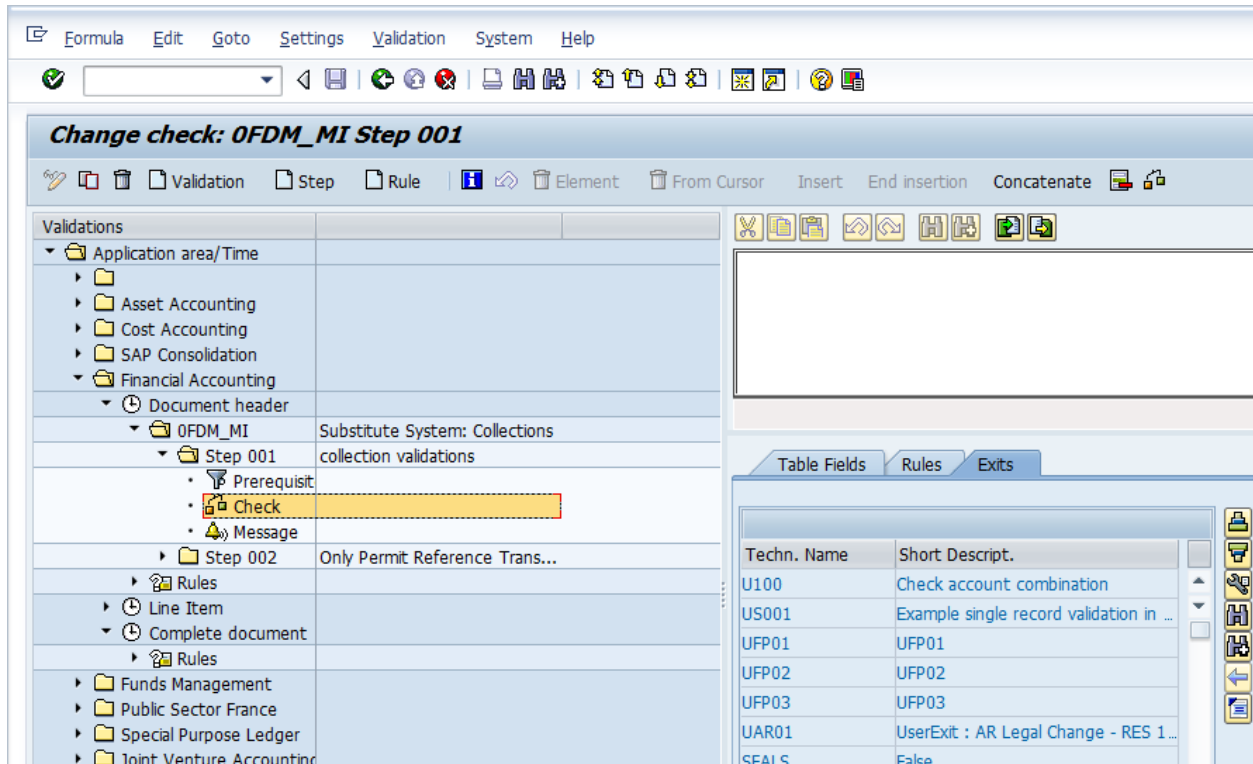 Formula Edit Goto Settings Validation System Help
Change check: 0FDM_MI Step 001
Validation Step Rule Element From Cursor Insert End insertion Concatenate
Validations
Application area/Time
Asset Accounting
Cost Accounting
SAP Consolidation
Financial Accounting
Document header
0FDM_MI Substitute System: Collections
Step 001 collection validations
Prerequisit
Check
Message
Step 002 Only Permit Reference Trans...
Rules
Line Item
Complete document
Rules
Funds Management
Public Sector France
Special Purpose Ledger
Joint Venture Accounting
Table Fields Rules Exits
Techn. Name Short Descript.
U100 Check account combination
US001 Example single record validation in ...
UFP01 UFP01
UFP02 UFP02
UFP03 UFP03
UAR01 UserExit : AR Legal Change - RES 1...
SEALS False